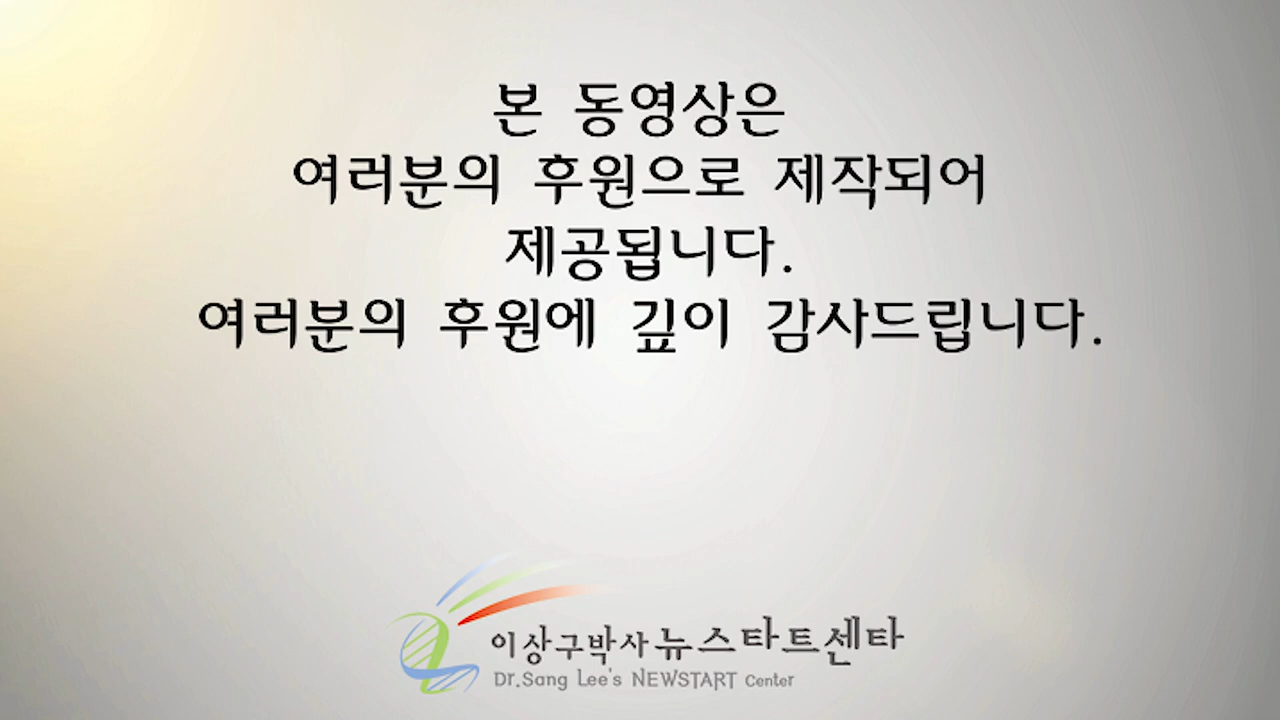 본 동영상은
여러분의 후원으로 제작되어
제공됩니다.
여러분의 후원에 깊이 감사드립니다.
이상구박사 뉴스타트센타
Dr.Sang Lee's NEWSTART Center